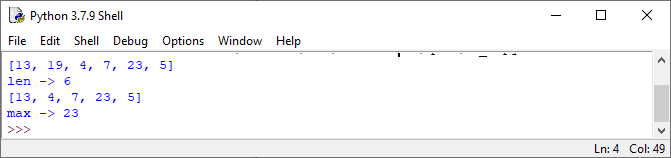 Python 3.7.9 Shell
File Edit Shell Debug Options Window Help
[13, 19, 4, 7, 23, 5]
len -> 6
[13, 4, 7, 23, 5]
max -> 23
>>>
Ln: 4 Col: 49